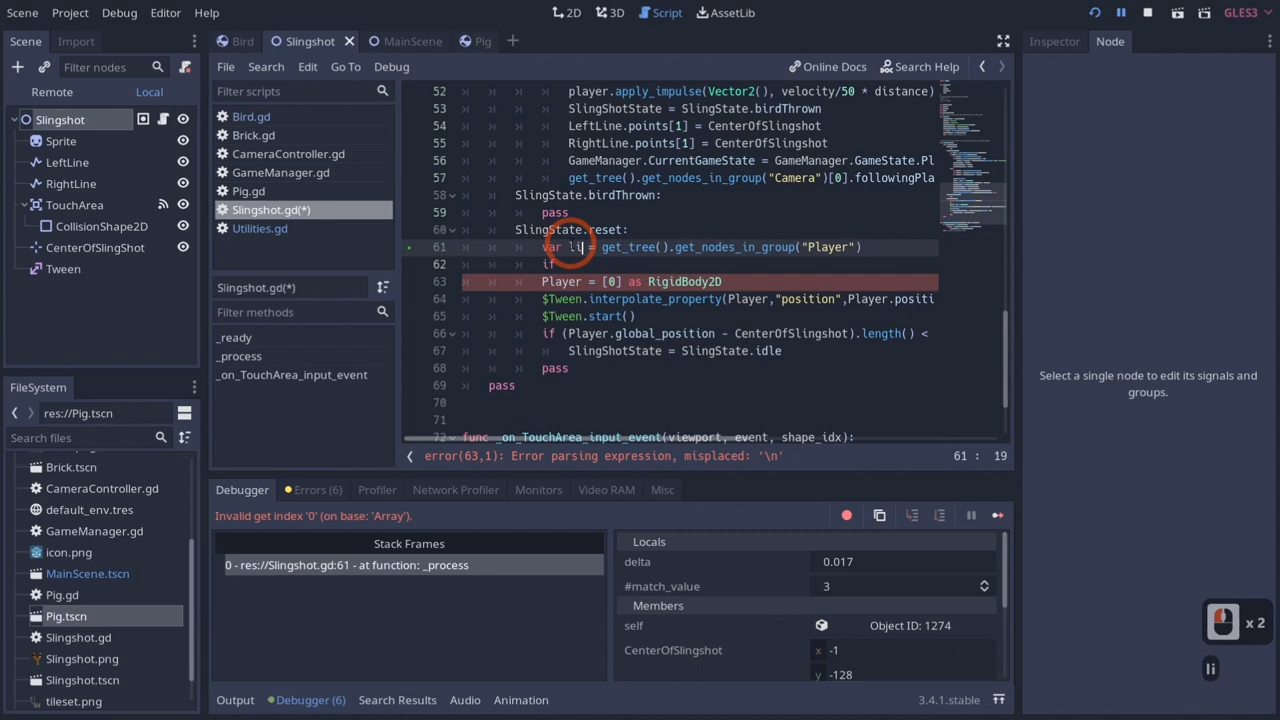 Scene Project Debug Editor Help
2D 3D Script AssetLib
GLES3
Scene Import
Filter nodes
Remote Local
Slingshot
Sprite
LeftLine
RightLine
TouchArea
CollisionShape2D
CenterOfSlingShot
Tween
FileSystem
res://Pig.tscn
Search files
Brick.tscn
CameraController.gd
default_env.tres
GameManager.gd
icon.png
MainScene.tscn
Pig.gd
Pig.tscn
Slingshot.gd
Slingshot.png
Slingshot.tscn
tileset.png
Bird Slingshot MainScene Pig
File Search Edit Go To Debug
Online Docs Search Help
Filter scripts
Bird.gd
Brick.gd
CameraController.gd
GameManager.gd
Pig.gd
Slingshot.gd(*)
Utilities.gd
Slingshot.gd(*)
Filter methods
_ready
_process
_on_TouchArea_input_event
52 player.apply_impulse(Vector2(), velocity/50 * distance)
53 SlingShotState = SlingState.birdThrown
54 LeftLine.points[1] = CenterOfSlingshot
55 RightLine.points[1] = CenterOfSlingshot
56 GameManager.CurrentGameState = GameManager.GameState.Pl
57 get_tree().get_nodes_in_group("Camera")[0].followingPla
58 SlingState.birdThrown:
59 pass
60 SlingState.reset:
61 var li = get_tree().get_nodes_in_group("Player")
62 if
63 Player = [0] as RigidBody2D
64 $Tween.interpolate_property(Player,"position",Player.positi
65 $Tween.start()
66 if (Player.global_position - CenterOfSlingshot).length() <
67 SlingShotState = SlingState.idle
68 pass
69 pass
70
71
72 func _on_TouchArea_input_event(viewport, event, shape_idx):
error(63,1): Error parsing expression, misplaced: '\n'
61 : 19
Debugger Errors (6) Profiler Network Profiler Monitors Video RAM Misc
Invalid get index '0' (on base: 'Array').
Stack Frames
0 - res://Slingshot.gd:61 - at function: _process
Locals
delta 0.017
#match_value 3
Members
self Object ID: 1274
CenterOfSlingshot x -1
y -128
Output Debugger (6) Search Results Audio Animation
3.4.1.stable
Inspector Node
Select a single node to edit its signals and
groups.
x 2
li